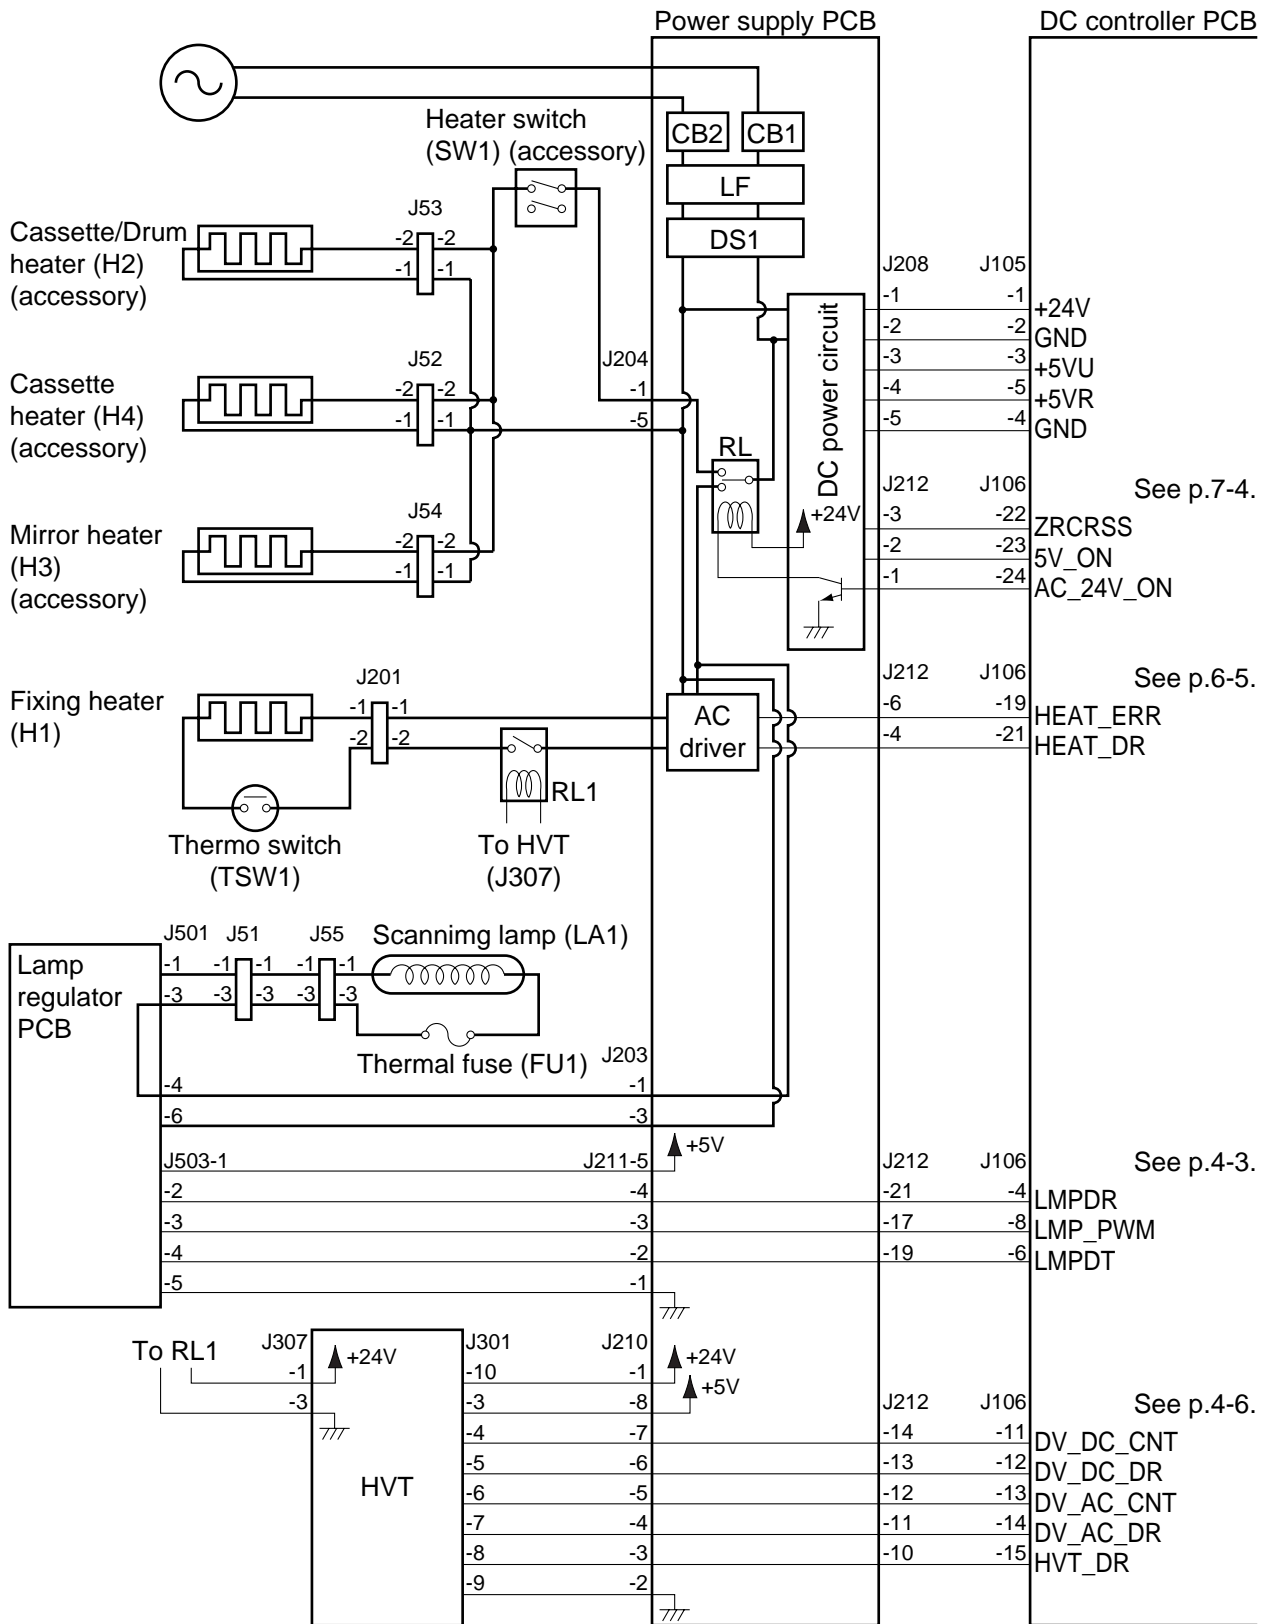 Power supply PCB
DC controller PCB
CB2
CB1
Heater switch
(SW1) (accessory)
LF
DS1
J53
Cassette/Drum
heater (H2)
(accessory)
-2 -2
-1 -1
J208 J105
-1 -1 +24V
-2 -2 GND
-3 -3 +5VU
-4 -5 +5VR
-5 -4 GND
DC power circuit
J52
J204
Cassette
heater (H4)
(accessory)
-2 -2
-1 -1
-1
-5
RL
+24V
J212 J106 See p.7-4.
-3 -22 ZRCRSS
-2 -23 5V_ON
-1 -24 AC_24V_ON
J54
Mirror heater
(H3)
(accessory)
-2 -2
-1 -1
J201
Fixing heater
(H1)
-1 -1
-2 -2
AC
driver
J212 J106 See p.6-5.
-6 -19 HEAT_ERR
-4 -21 HEAT_DR
RL1
Thermo switch
(TSW1)
To HVT
(J307)
J501 J51 J55 Scannimg lamp (LA1)
Lamp
regulator
PCB
-1 -1 -1 -1 -1
-3 -3 -3 -3 -3
Thermal fuse (FU1)
J203
-4 -1
-6 -3
+5V
J503-1 J211-5
J212 J106 See p.4-3.
-2 -4 -21 -4 LMPDR
-3 -3 -17 -8 LMP_PWM
-4 -2 -19 -6 LMPDT
-5 -1
To RL1
J307
-1 +24V
-3
HVT
J301 J210
-10 -1 +24V
-3 -8 +5V
J212 J106 See p.4-6.
-4 -7 -14 -11 DV_DC_CNT
-5 -6 -13 -12 DV_DC_DR
-6 -5 -12 -13 DV_AC_CNT
-7 -4 -11 -14 DV_AC_DR
-8 -3 -10 -15 HVT_DR
-9 -2